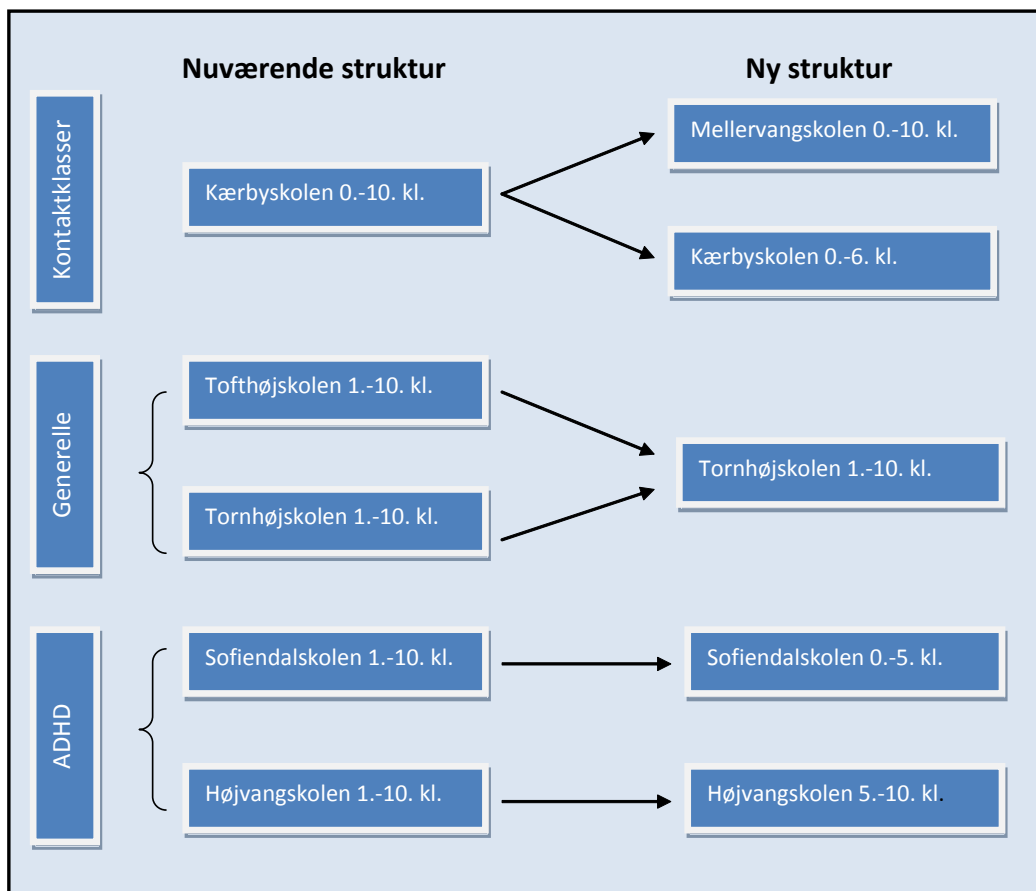 Nuværende struktur
Ny struktur
Kontaktklasser
Kærbyskolen 0.-10. kl.
Mellervangskolen 0.-10. kl.
Kærbyskolen 0.-6. kl.
Generelle
Tofthøjskolen 1.-10. kl.
Tornhøjskolen 1.-10. kl.
Tornhøjskolen 1.-10. kl.
ADHD
Sofiendalskolen 1.-10. kl.
Sofiendalskolen 0.-5. kl.
Højvangskolen 1.-10. kl.
Højvangskolen 5.-10. kl.